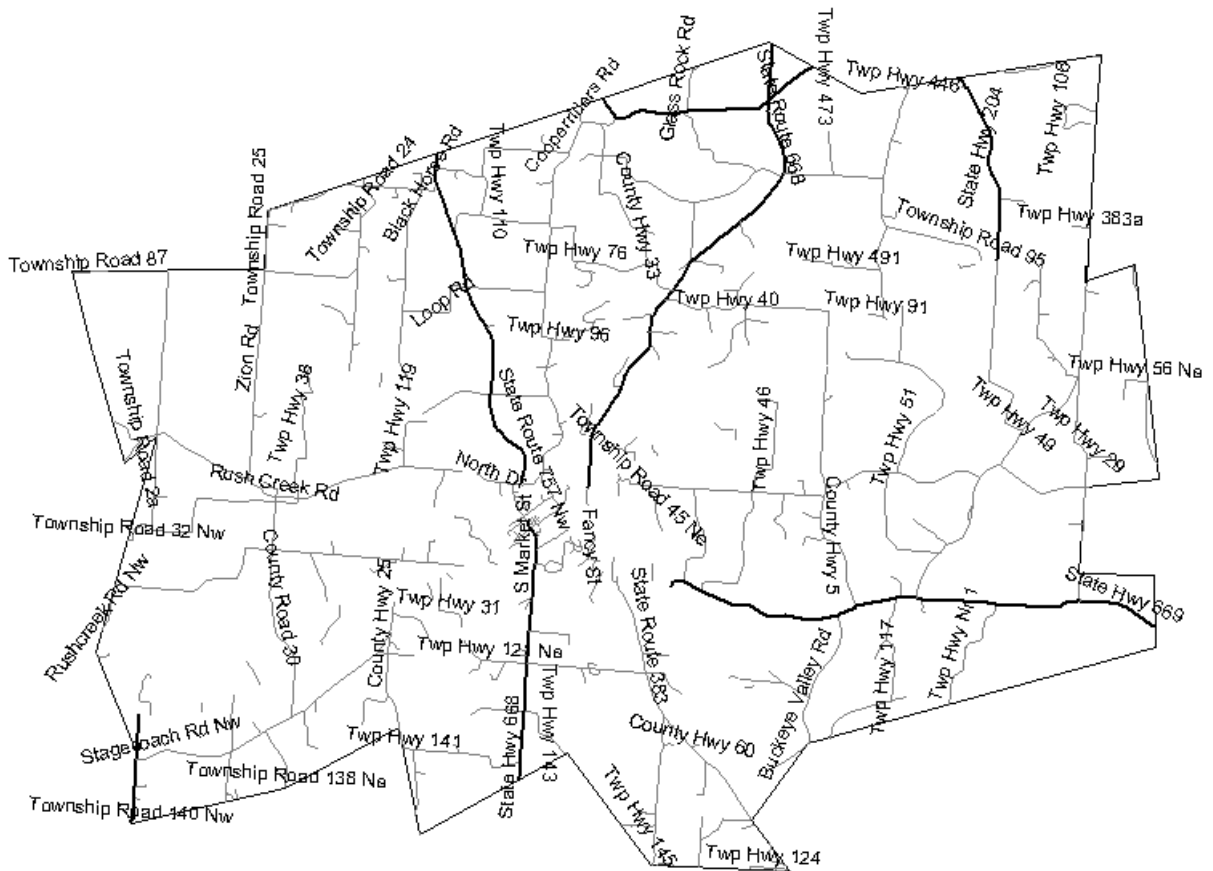 Twp Hwy 473
Twp Hwy 446
Glass Rock Rd
State Route 668
Cooperriders Rd
State Hwy 204
Twp Hwy 108
Township Road 25
Township Road 24
Black Horse Rd
Twp Hwy 110
County Hwy 33
Township Road 95
Twp Hwy 383a
Township Road 87
Twp Hwy 76
Twp Hwy 491
Zion Rd
Loop Rd
Twp Hwy 40
Twp Hwy 91
Twp Hwy 96
Township Road 2a
Twp Hwy 38
Twp Hwy 119
State Route 757 Nw
Township Road 45 Ne
Twp Hwy 46
Twp Hwy 51
Twp Hwy 49
Twp Hwy 29
Twp Hwy 56 Ne
Rush Creek Rd
North Dr
Township Road 32 Nw
S Market St
Fancy St
County Hwy 5
Rushcreek Rd Nw
County Road 30
County Hwy 25
Twp Hwy 31
State Route 383
State Hwy 669
Twp Hwy 121 Ne
Buckeye Valley Rd
Twp Hwy 117
Twp Hwy Nr 1
Stagecoach Rd Nw
Twp Hwy 141
State Hwy 668
Twp Hwy 143
County Hwy 60
Township Road 138 Ne
Township Road 140 Nw
Twp Hwy 145
Twp Hwy 124